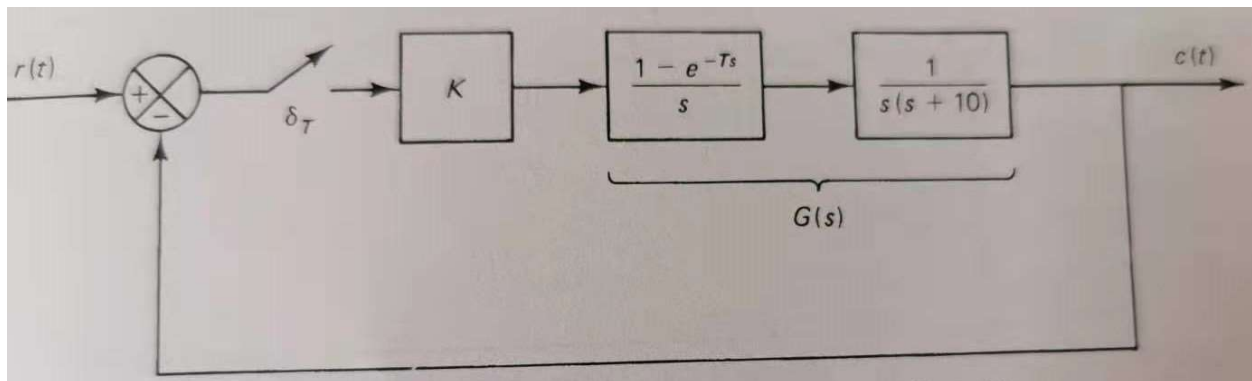 r(t)
+
−
δ_T
K
1 − e^{−Ts}
s
1
s(s + 10)
c(t)
G(s)